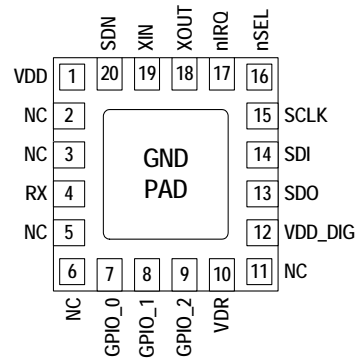 SDN XIN XOUT nIRQ nSEL
VDD 1 20 19 18 17 16
NC 2 15 SCLK
NC 3 GND 14 SDI
RX 4 PAD 13 SDO
NC 5 12 VDD_DIG
6 7 8 9 10 11 NC
NC GPIO_0 GPIO_1 GPIO_2 VDR